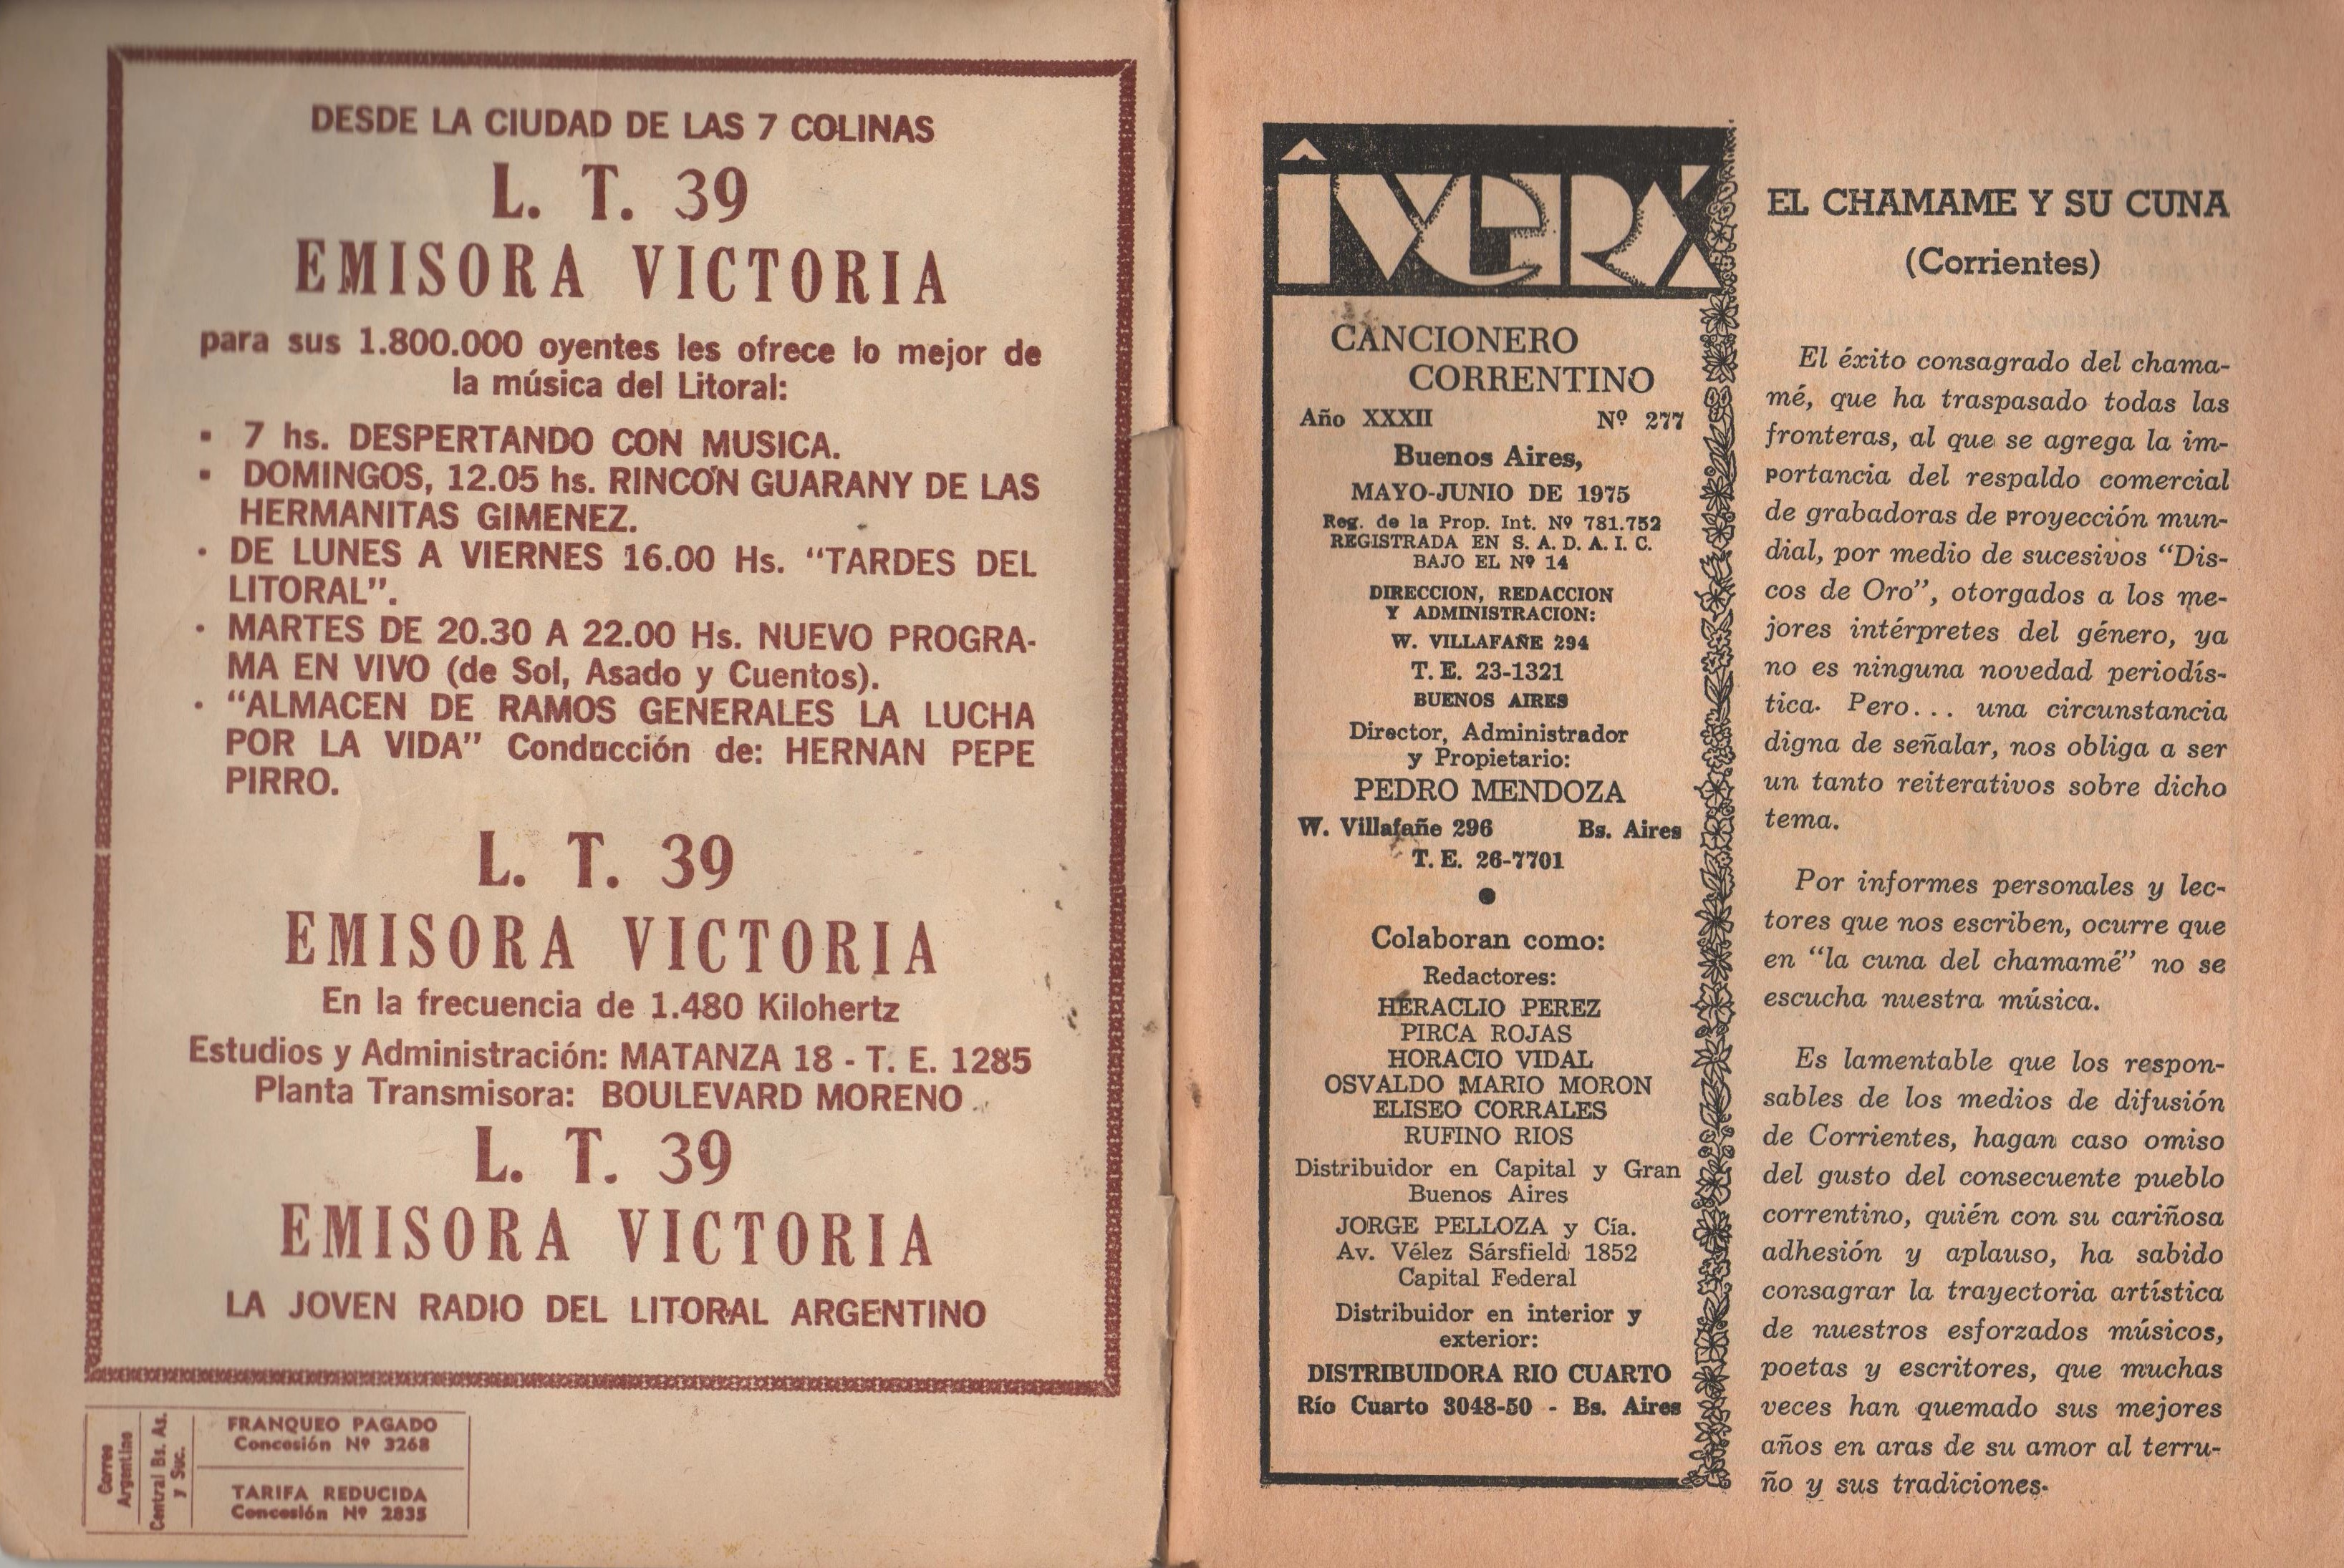 DESDE LA CIUDAD DE LAS 7 COLINAS
L. T. 39
EMISORA VICTORIA
para sus 1.800.000 oyentes les ofrece lo mejor de
la música del Litoral:
▪ 7 hs. DESPERTANDO CON MUSICA.
▪ DOMINGOS, 12.05 hs. RINCÓN GUARANY DE LAS
HERMANITAS GIMENEZ.
· DE LUNES A VIERNES 16.00 Hs. “TARDES DEL
LITORAL”.
· MARTES DE 20.30 A 22.00 Hs. NUEVO PROGRA-
MA EN VIVO (de Sol, Asado y Cuentos).
· “ALMACEN DE RAMOS GENERALES LA LUCHA
POR LA VIDA” Conducción de: HERNAN PEPE
PIRRO.
L. T. 39
EMISORA VICTORIA
En la frecuencia de 1.480 Kilohertz
Estudios y Administración: MATANZA 18 - T. E. 1285
Planta Transmisora: BOULEVARD MORENO
L. T. 39
EMISORA VICTORIA
LA JOVEN RADIO DEL LITORAL ARGENTINO
Correo
Argentino
Central Bs. As.
y Suc.
FRANQUEO PAGADO
Concesión Nº 3268
TARIFA REDUCIDA
Concesión Nº 2835
iverá
CANCIONERO
CORRENTINO
Año XXXII Nº 277
Buenos Aires,
MAYO-JUNIO DE 1975
Reg. de la Prop. Int. Nº 781.752
REGISTRADA EN S. A. D. A. I. C.
BAJO EL Nº 14
DIRECCION, REDACCION
Y ADMINISTRACION:
W. VILLAFAÑE 294
T. E. 23-1321
BUENOS AIRES
Director, Administrador
y Propietario:
PEDRO MENDOZA
W. Villafañe 296 Bs. Aires
T. E. 26-7701
●
Colaboran como:
Redactores:
HERACLIO PEREZ
PIRCA ROJAS
HORACIO VIDAL
OSVALDO MARIO MORON
ELISEO CORRALES
RUFINO RIOS
Distribuidor en Capital y Gran
Buenos Aires
JORGE PELLOZA y Cía.
Av. Vélez Sársfield 1852
Capital Federal
Distribuidor en interior y
exterior:
DISTRIBUIDORA RIO CUARTO
Río Cuarto 3048-50 - Bs. Aires
EL CHAMAME Y SU CUNA
(Corrientes)
El éxito consagrado del chama-
mé, que ha traspasado todas las
fronteras, al que se agrega la im-
portancia del respaldo comercial
de grabadoras de proyección mun-
dial, por medio de sucesivos “Dis-
cos de Oro”, otorgados a los me-
jores intérpretes del género, ya
no es ninguna novedad periodís-
tica. Pero... una circunstancia
digna de señalar, nos obliga a ser
un tanto reiterativos sobre dicho
tema.
Por informes personales y lec-
tores que nos escriben, ocurre que
en “la cuna del chamamé” no se
escucha nuestra música.
Es lamentable que los respon-
sables de los medios de difusión
de Corrientes, hagan caso omiso
del gusto del consecuente pueblo
correntino, quién con su cariñosa
adhesión y aplauso, ha sabido
consagrar la trayectoria artística
de nuestros esforzados músicos,
poetas y escritores, que muchas
veces han quemado sus mejores
años en aras de su amor al terru-
ño y sus tradiciones.